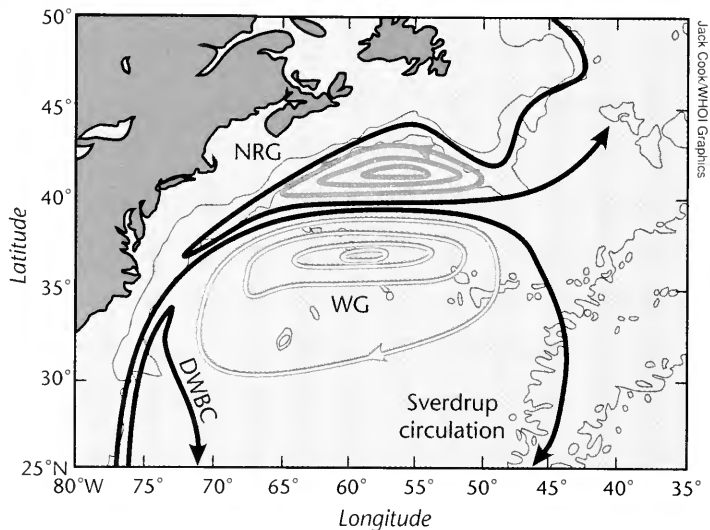 50°
45°
40°
35°
30°
25°N
Latitude
NRG
WG
DWBC
Sverdrup
circulation
80°W 75° 70° 65° 60° 55° 50° 45° 40° 35°
Longitude
Jack Cook/WHOI Graphics